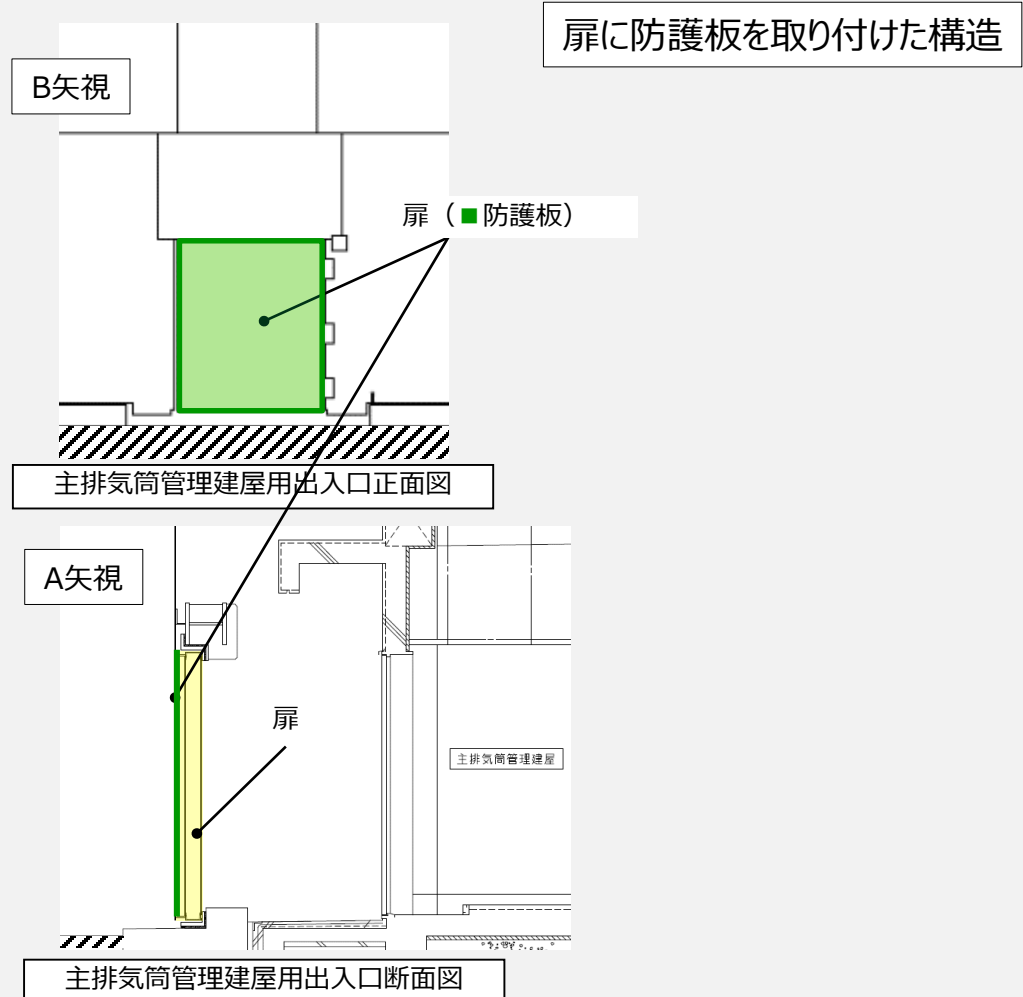 扉に防護板を取り付けた構造
B矢視
扉（■防護板）
主排気筒管理建屋用出入口正面図
A矢視
扉
主排気筒管理建屋
主排気筒管理建屋用出入口断面図